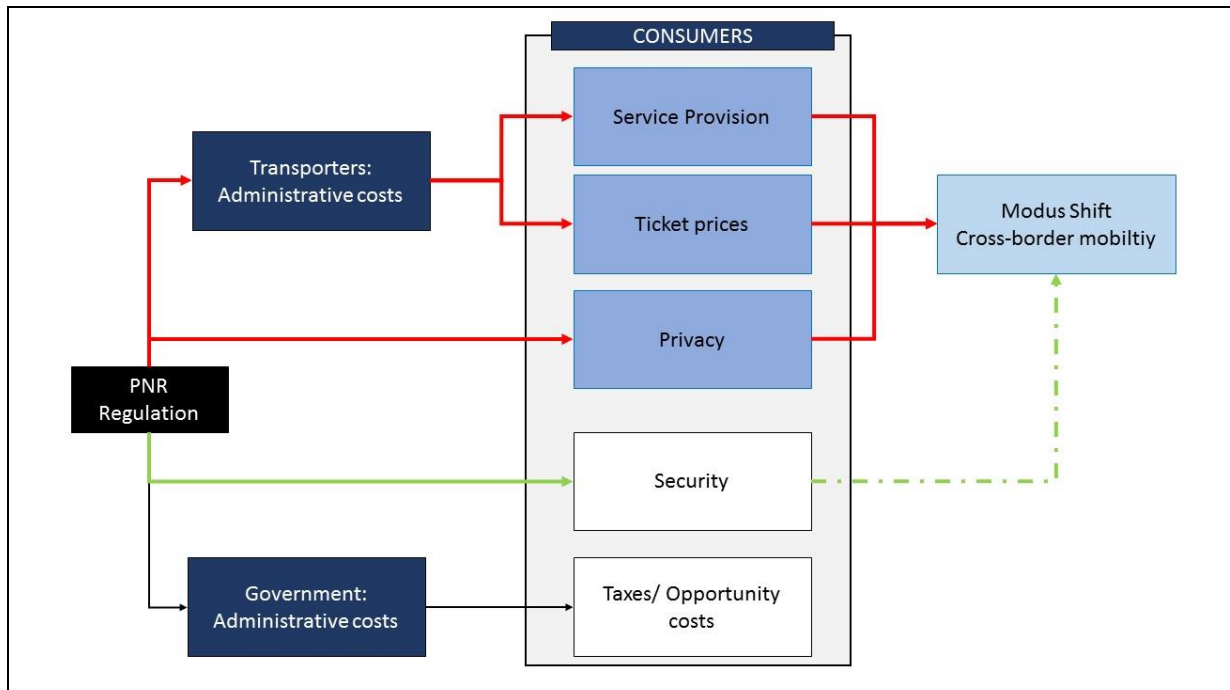 CONSUMERS
Service Provision
Transporters:
Administrative costs
Ticket prices
Modus Shift
Cross-border mobiltiy
Privacy
PNR
Regulation
Security
Government:
Administrative costs
Taxes/ Opportunity
costs